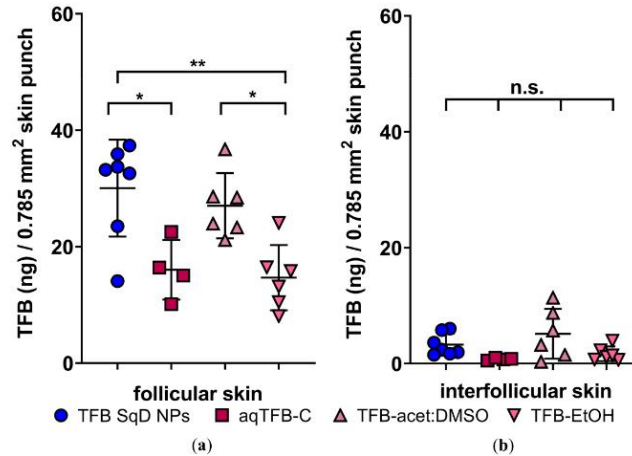 60
40
20
0
TFB (ng) / 0.785 mm² skin punch
**
*
*
follicular skin
60
40
20
0
TFB (ng) / 0.785 mm² skin punch
n.s.
interfollicular skin
TFB SqD NPs aqTFB-C TFB-acet:DMSO TFB-EtOH
(a) (b)